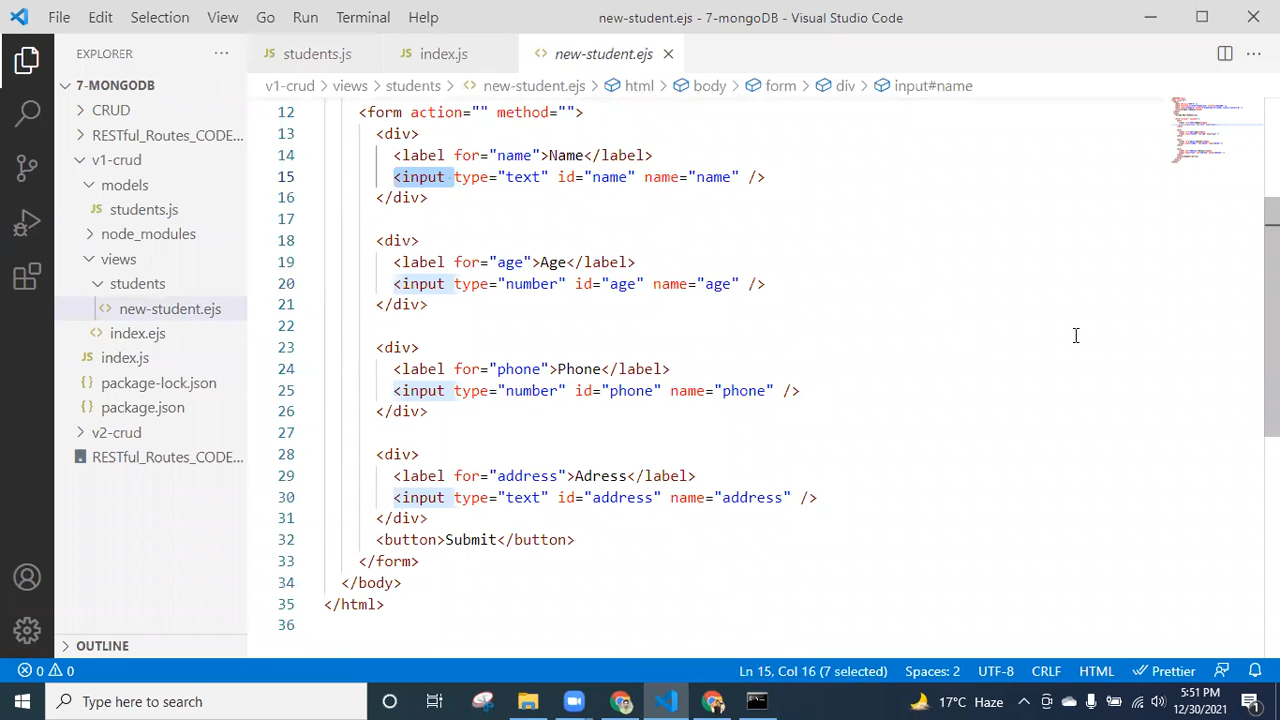 File Edit Selection View Go Run Terminal Help new-student.ejs - 7-mongoDB - Visual Studio Code
EXPLORER
students.js index.js new-student.ejs
7-MONGODB
v1-crud > views > students > new-student.ejs > html > body > form > div > input#name
CRUD
RESTful_Routes_CODE...
v1-crud
models
students.js
node_modules
views
students
new-student.ejs
index.ejs
index.js
package-lock.json
package.json
v2-crud
RESTful_Routes_CODE...
OUTLINE
12 <form action="" method="">
13 <div>
14 <label for="name">Name</label>
15 <input type="text" id="name" name="name" />
16 </div>
17
18 <div>
19 <label for="age">Age</label>
20 <input type="number" id="age" name="age" />
21 </div>
22
23 <div>
24 <label for="phone">Phone</label>
25 <input type="number" id="phone" name="phone" />
26 </div>
27
28 <div>
29 <label for="address">Adress</label>
30 <input type="text" id="address" name="address" />
31 </div>
32 <button>Submit</button>
33 </form>
34 </body>
35 </html>
36
0 0 Ln 15, Col 16 (7 selected) Spaces: 2 UTF-8 CRLF HTML Prettier
Type here to search
17°C Haze
5:51 PM
12/30/2021
1